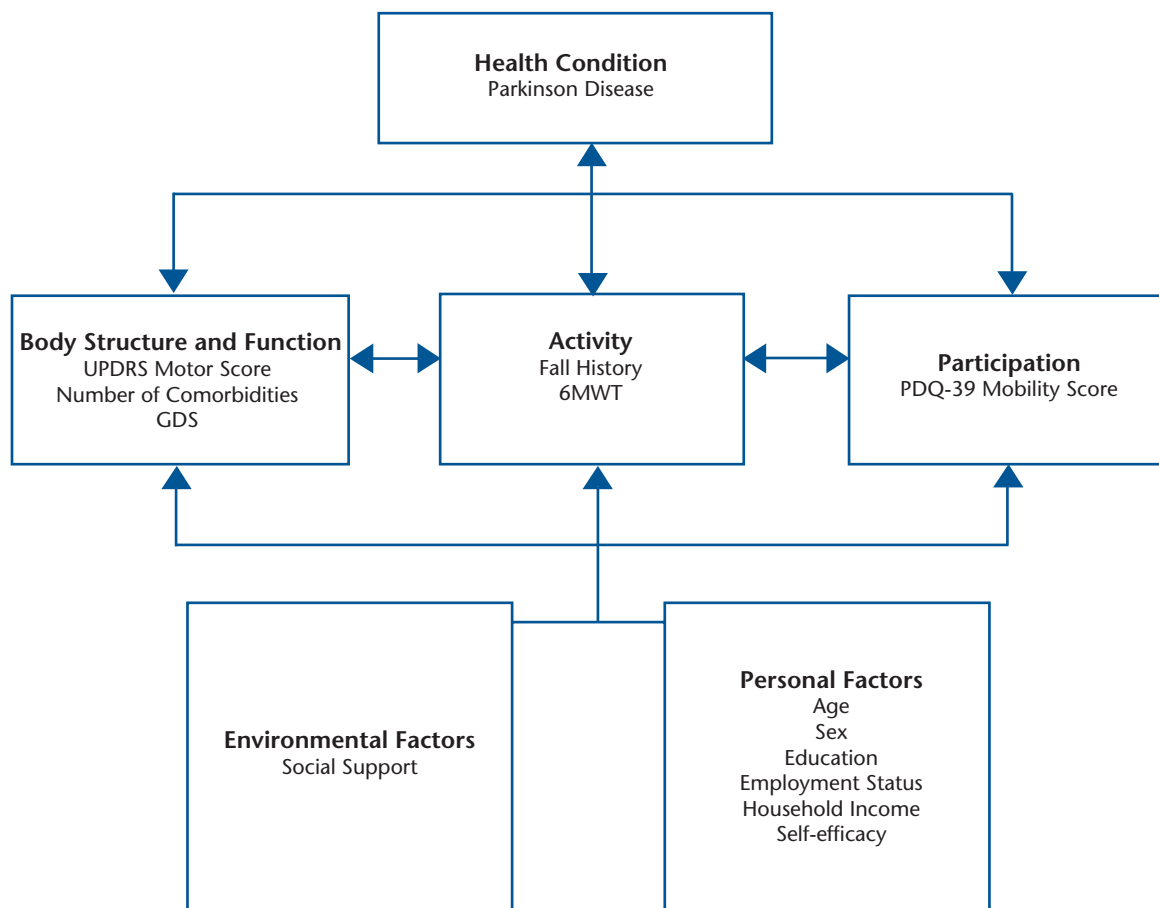 Health Condition
Parkinson Disease
Body Structure and Function
UPDRS Motor Score
Number of Comorbidities
GDS
Activity
Fall History
6MWT
Participation
PDQ-39 Mobility Score
Environmental Factors
Social Support
Personal Factors
Age
Sex
Education
Employment Status
Household Income
Self-efficacy